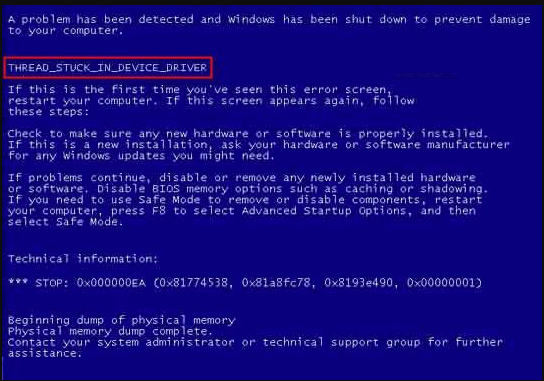 A problem has been detected and Windows has been shut down to prevent damage
to your computer.
THREAD_STUCK_IN_DEVICE_DRIVER
If this is the first time you've seen this error screen,
restart your computer. If this screen appears again, follow
these steps:
Check to make sure any new hardware or software is properly installed.
If this is a new installation, ask your hardware or software manufacturer
for any Windows updates you might need.
If problems continue, disable or remove any newly installed hardware
or software. Disable BIOS memory options such as caching or shadowing.
If you need to use Safe Mode to remove or disable components, restart
your computer, press F8 to select Advanced Startup Options, and then
select Safe Mode.
Technical information:
*** STOP: 0x000000EA (0x81774538, 0x81a8fc78, 0x8193e490, 0x00000001)
Beginning dump of physical memory
Physical memory dump complete.
Contact your system administrator or technical support group for further
assistance.